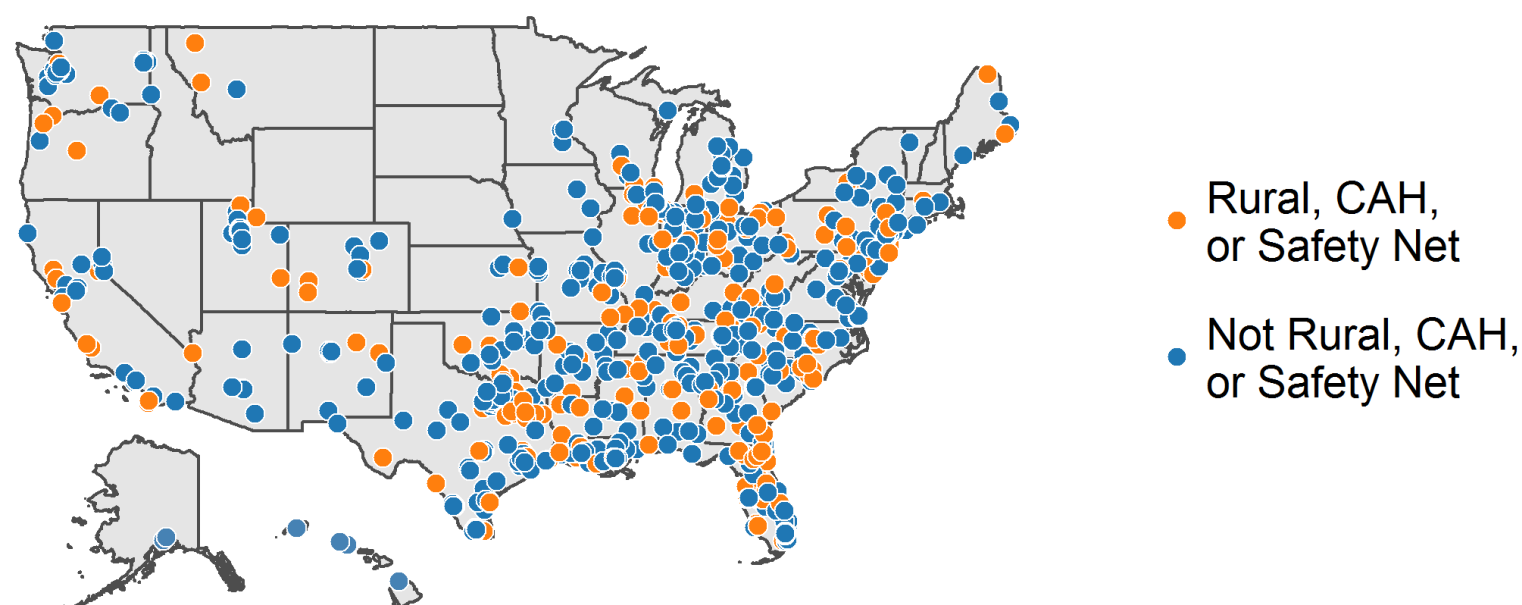 Rural, CAH,
or Safety Net
Not Rural, CAH,
or Safety Net